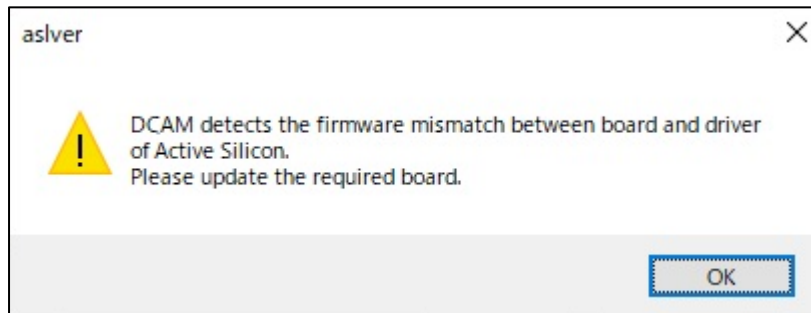 aslver
DCAM detects the firmware mismatch between board and driver
of Active Silicon.
Please update the required board.
OK